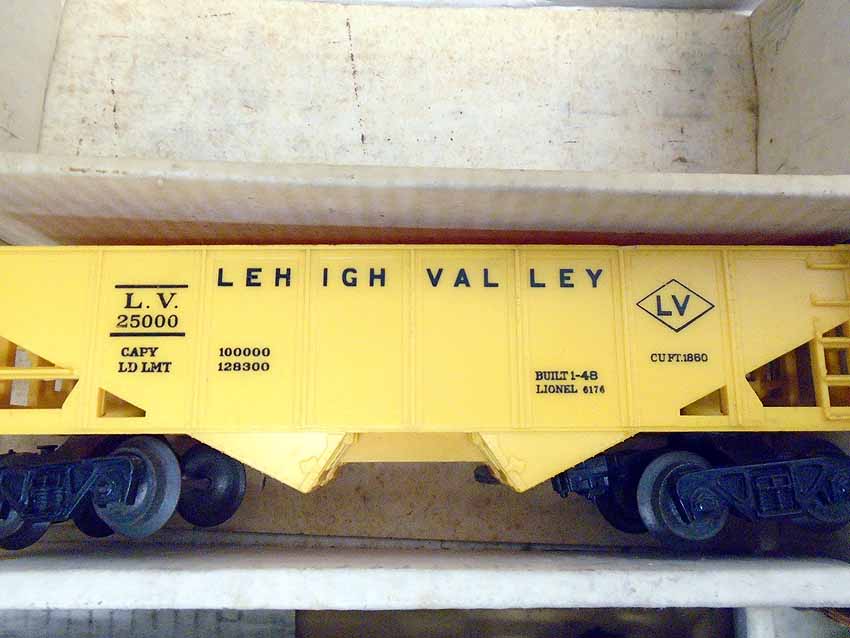 LEHIGH VALLEY
L. V.
25000
CAPY 100000
LD LMT 128300
BUILT 1-48
LIONEL 6176
LV
CU FT. 1860